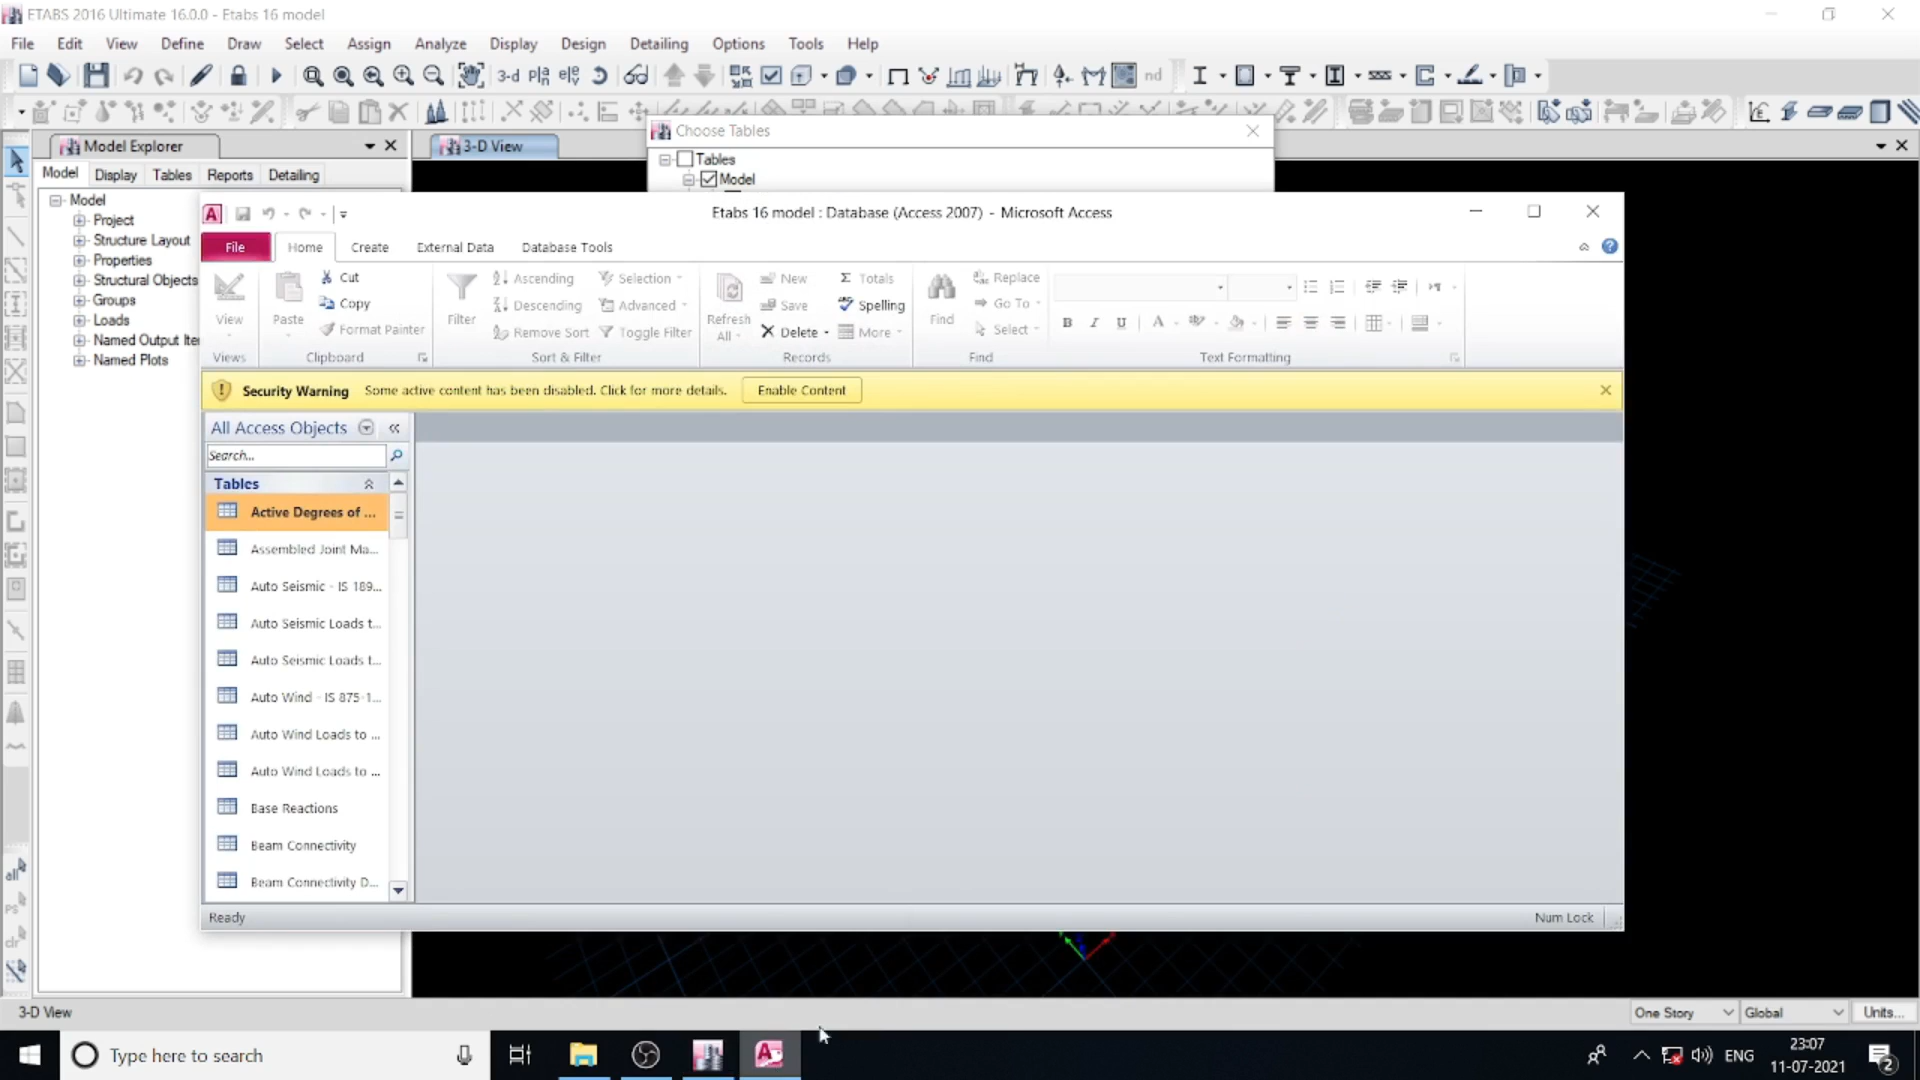 ETABS 2016 Ultimate 16.0.0 - Etabs 16 model
File Edit View Define Draw Select Assign Analyze Display Design Detailing Options Tools Help
3-d
nd
Model Explorer
3-D View
Choose Tables
Model Display Tables Reports Detailing
Tables
Model
Model
Project
Structure Layout
Properties
Structural Objects
Groups
Loads
Named Output Ite
Named Plots
Etabs 16 model : Database (Access 2007) - Microsoft Access
File Home Create External Data Database Tools
View
Views
Paste
Cut
Copy
Format Painter
Clipboard
Filter
Ascending
Descending
Remove Sort
Selection
Advanced
Toggle Filter
Sort & Filter
Refresh
All
New
Save
Delete
Totals
Spelling
More
Records
Find
Replace
Go To
Select
Find
B I U A
Text Formatting
Security Warning Some active content has been disabled. Click for more details. Enable Content
All Access Objects
Search...
Tables
Active Degrees of ...
Assembled Joint Ma...
Auto Seismic - IS 189...
Auto Seismic Loads t...
Auto Seismic Loads t...
Auto Wind - IS 875-1...
Auto Wind Loads to ...
Auto Wind Loads to ...
Base Reactions
Beam Connectivity
Beam Connectivity D...
Ready
Num Lock
all
ps
clr
3-D View
One Story
Global
Units...
Type here to search
ENG
23:07
11-07-2021
2